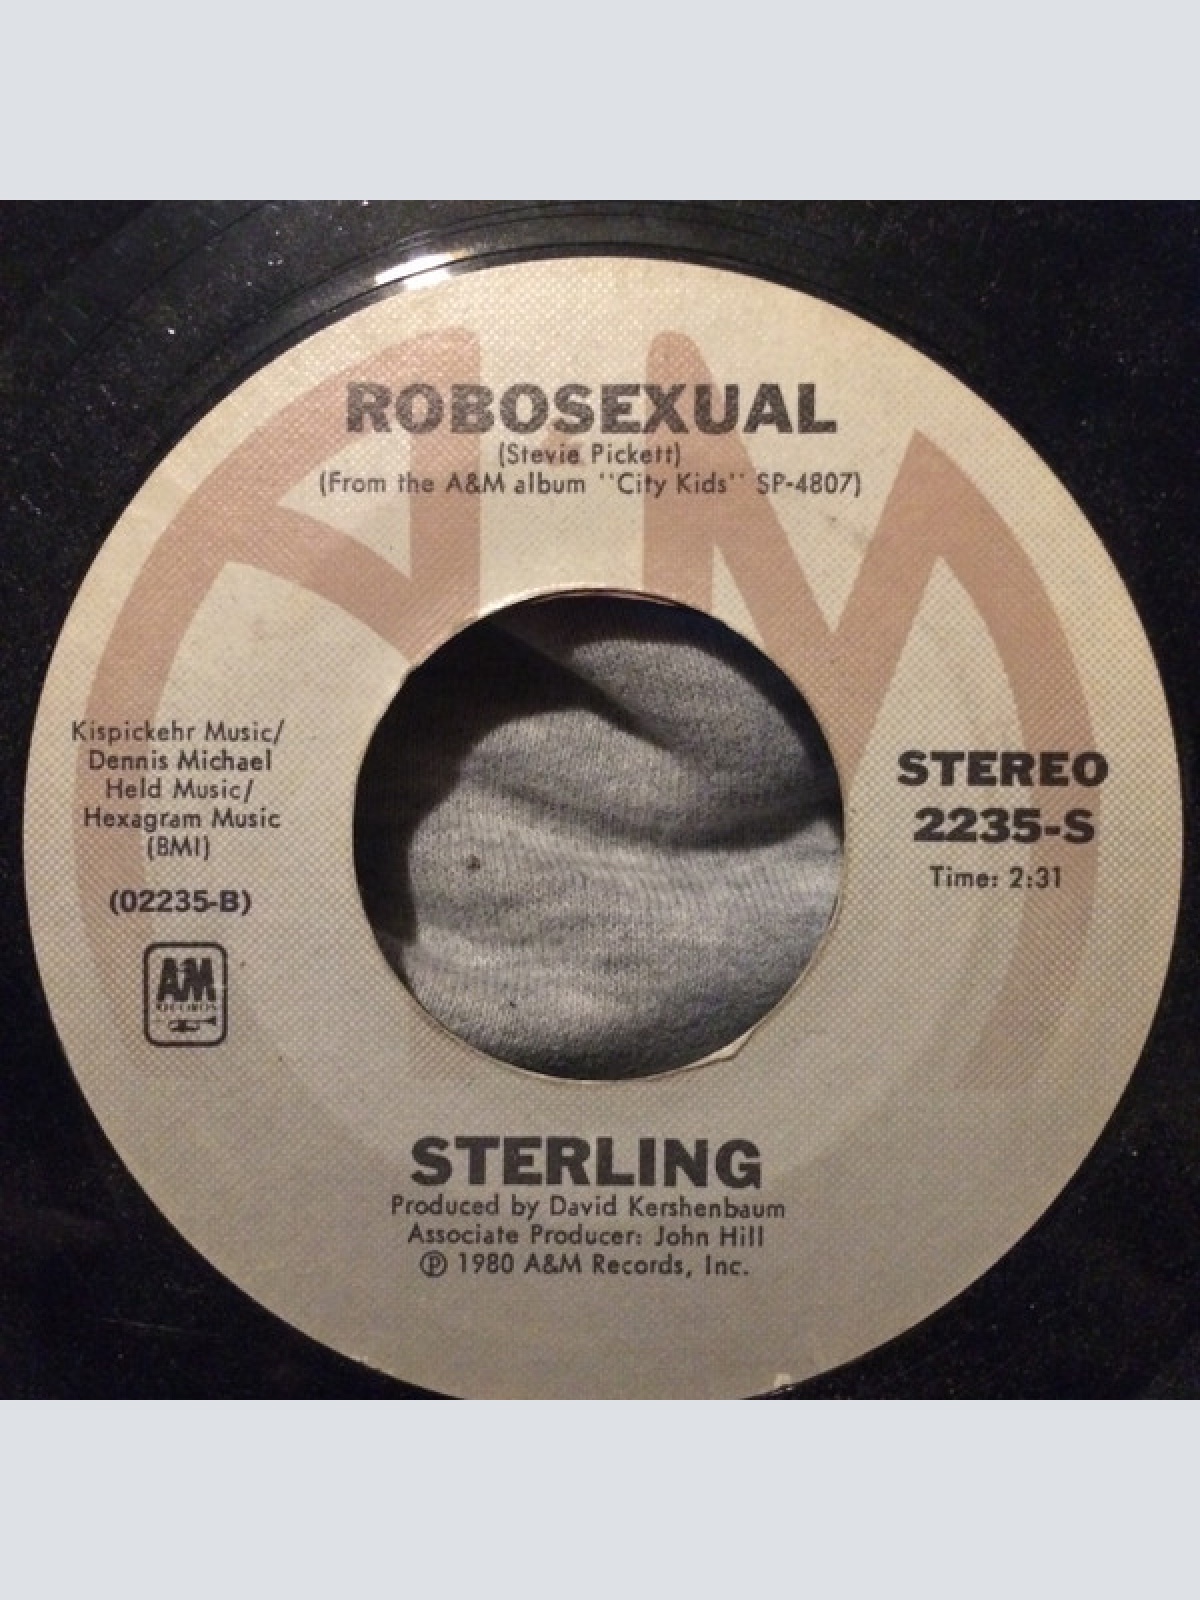 ROBOSEXUAL
(Stevie Pickett)
(From the A&M album "City Kids" SP-4807)
Kispickehr Music/
Dennis Michael
Held Music/
Hexagram Music
(BMI)
(02235-B)
A&M
RECORDS
STEREO
2235-S
Time: 2:31
STERLING
Produced by David Kershenbaum
Associate Producer: John Hill
℗ 1980 A&M Records, Inc.